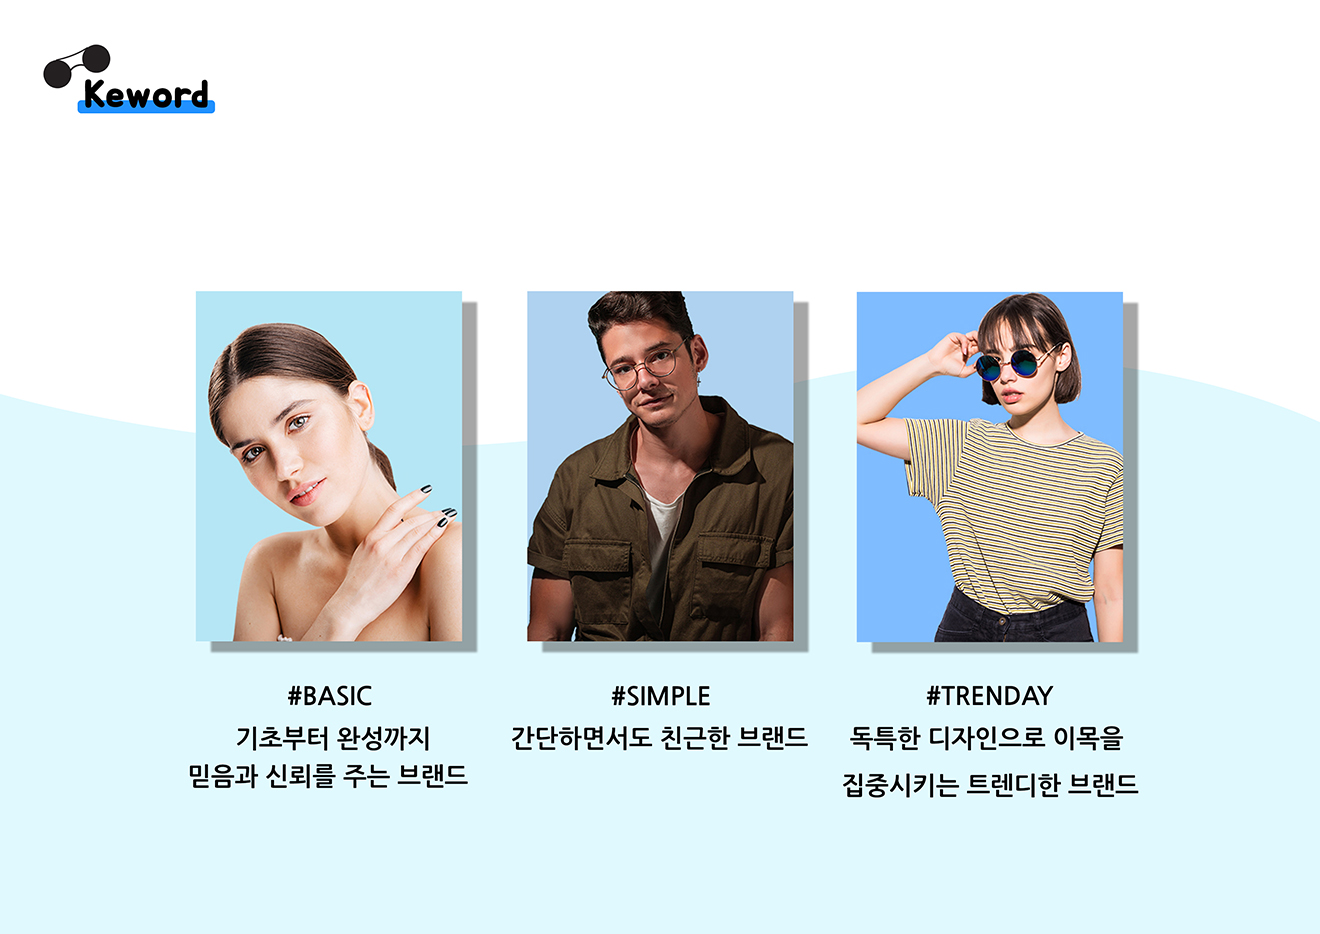 Keword
#BASIC
기초부터 완성까지
믿음과 신뢰를 주는 브랜드
#SIMPLE
간단하면서도 친근한 브랜드
#TRENDAY
독특한 디자인으로 이목을
집중시키는 트렌디한 브랜드